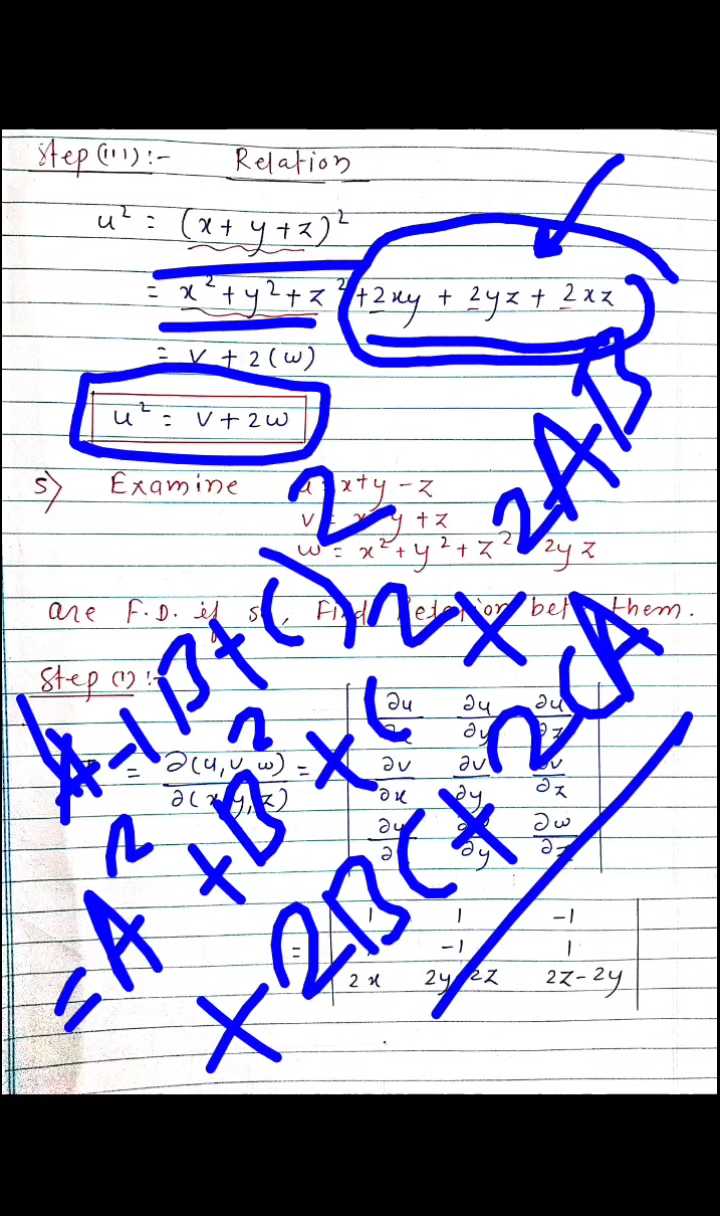 Step (III) :-   Relation
u² = (x + y + z)²
= x² + y² + z² + 2xy + 2yz + 2xz
= v + 2(w)
u² = v + 2w
5) Examine   u = x + y - z
v = x y + z
w = x² + y² + z² 2yz
are F.D. if so, Find Relation bet them.
Step (I) :-
= ∂(u, v, w) / ∂(x, y, z) = | ∂u ∂u/∂y ∂u/∂z |
| ∂v/∂x ∂v/∂y ∂v/∂z |
| ∂y ∂w/∂z |
= | 1 1 -1 |
| -1 1 |
| 2x 2y 2z 2z - 2y |
(A + B + C)²
= A² + B² + C² + 2AB
+ 2BC + 2CA